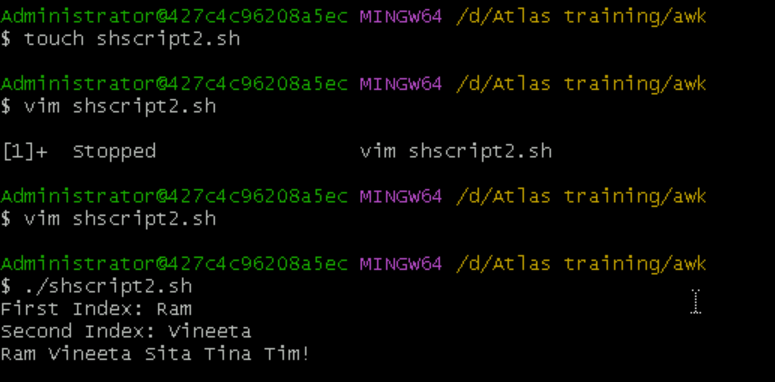 Administrator@427c4c96208a5ec MINGW64 /d/Atlas training/awk
$ touch shscript2.sh
Administrator@427c4c96208a5ec MINGW64 /d/Atlas training/awk
$ vim shscript2.sh
[1]+  Stopped                 vim shscript2.sh
Administrator@427c4c96208a5ec MINGW64 /d/Atlas training/awk
$ vim shscript2.sh
Administrator@427c4c96208a5ec MINGW64 /d/Atlas training/awk
$ ./shscript2.sh
First Index: Ram
Second Index: Vineeta
Ram Vineeta Sita Tina Tim!